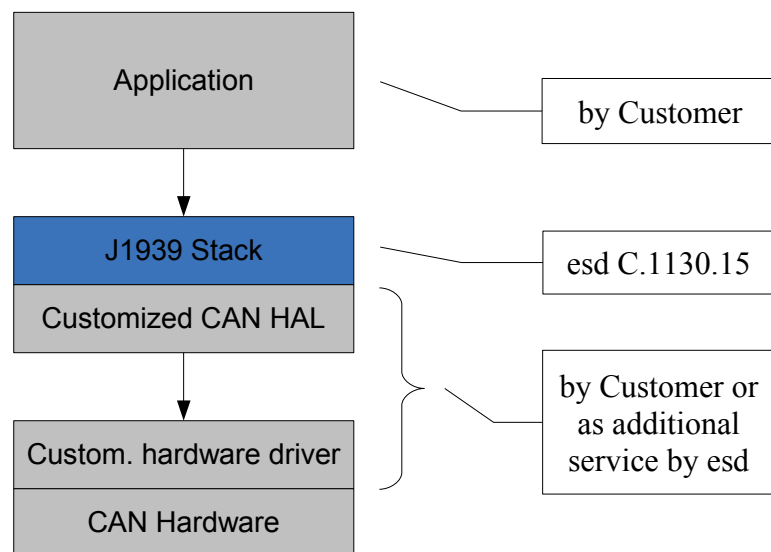 Application
by Customer
J1939 Stack
esd C.1130.15
Customized CAN HAL
by Customer or
as additional
service by esd
Custom. hardware driver
CAN Hardware